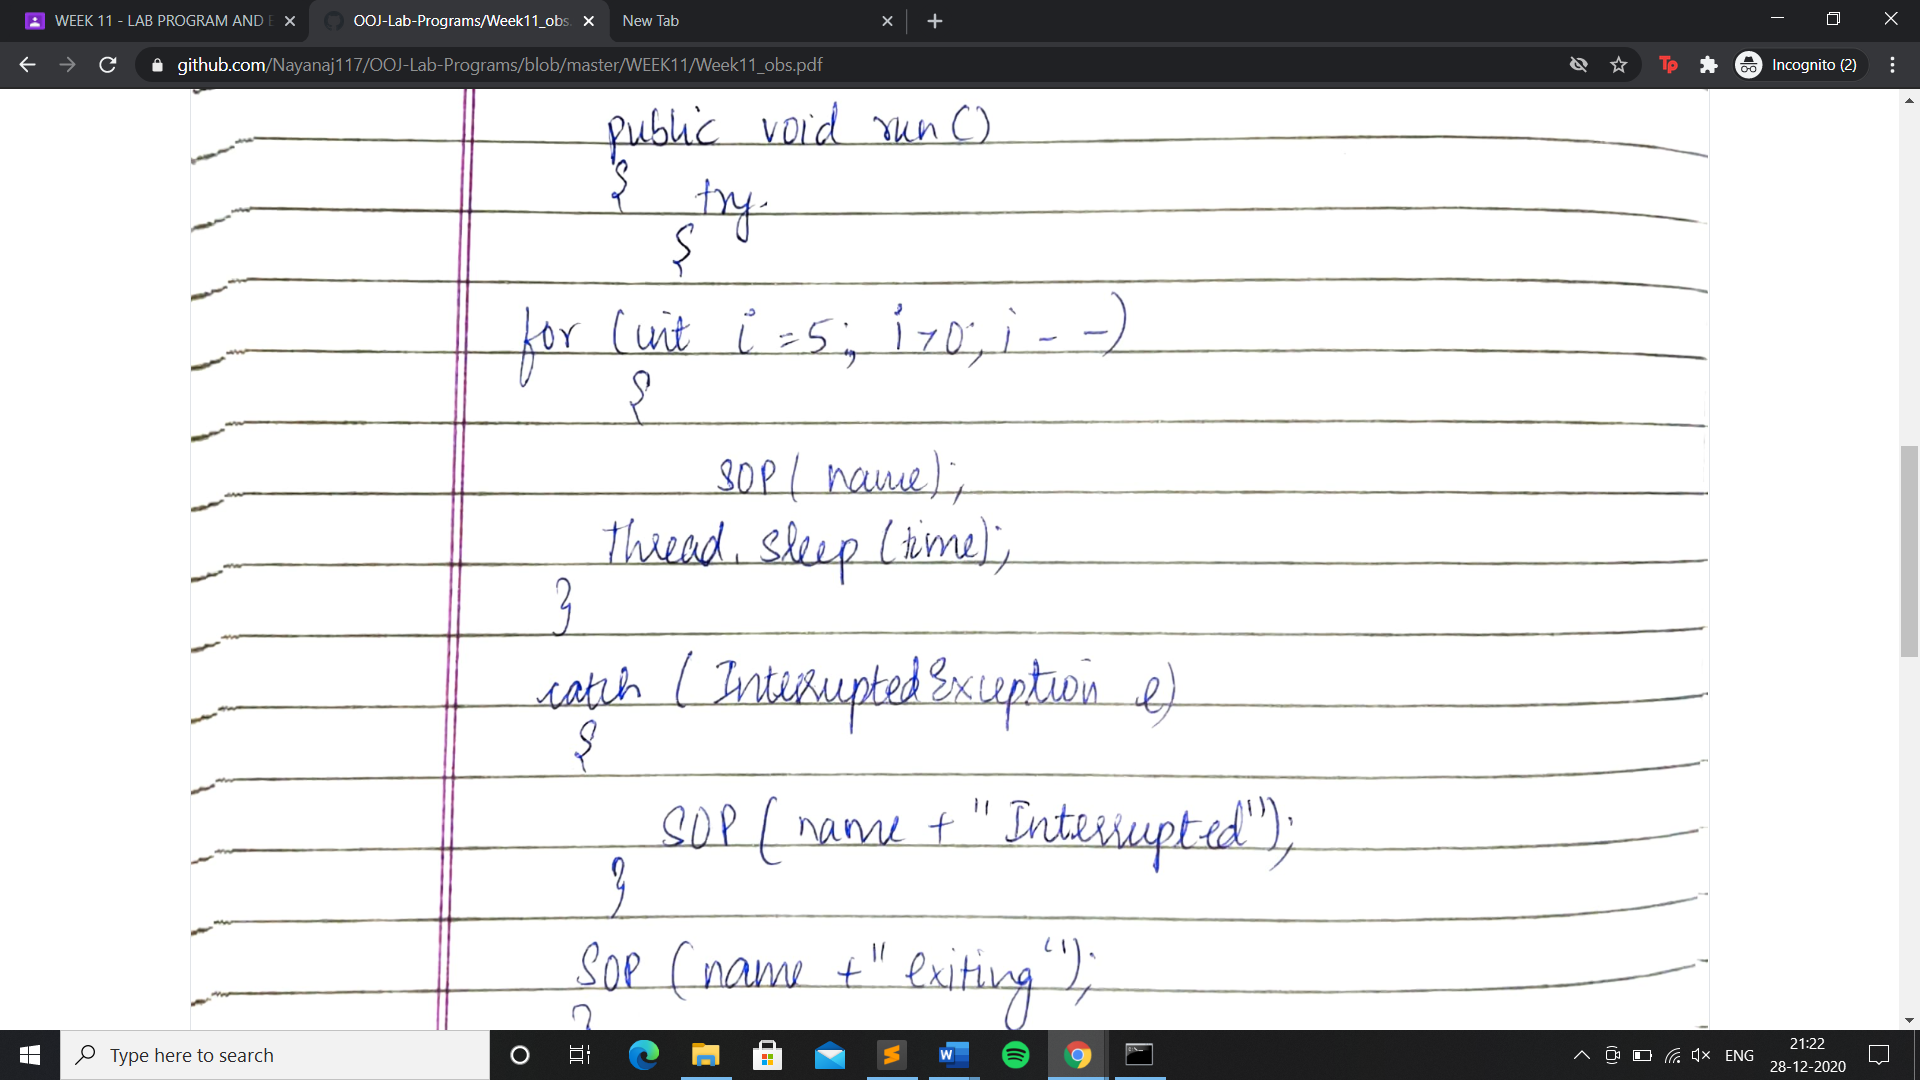 WEEK 11 - LAB PROGRAM AND E
OOJ-Lab-Programs/Week11_obs.
New Tab
github.com/Nayanaj117/OOJ-Lab-Programs/blob/master/WEEK11/Week11_obs.pdf
Tp
Incognito (2)
public void run()
{ try.
{
for (int i =5; i>0; i - -)
{
SOP( name);
Thread. sleep (time);
}
catch ( InterruptedException e)
{
SOP ( name + "Interrupted");
}
SOP (name +" exiting");
}
Type here to search
ENG
21:22
28-12-2020